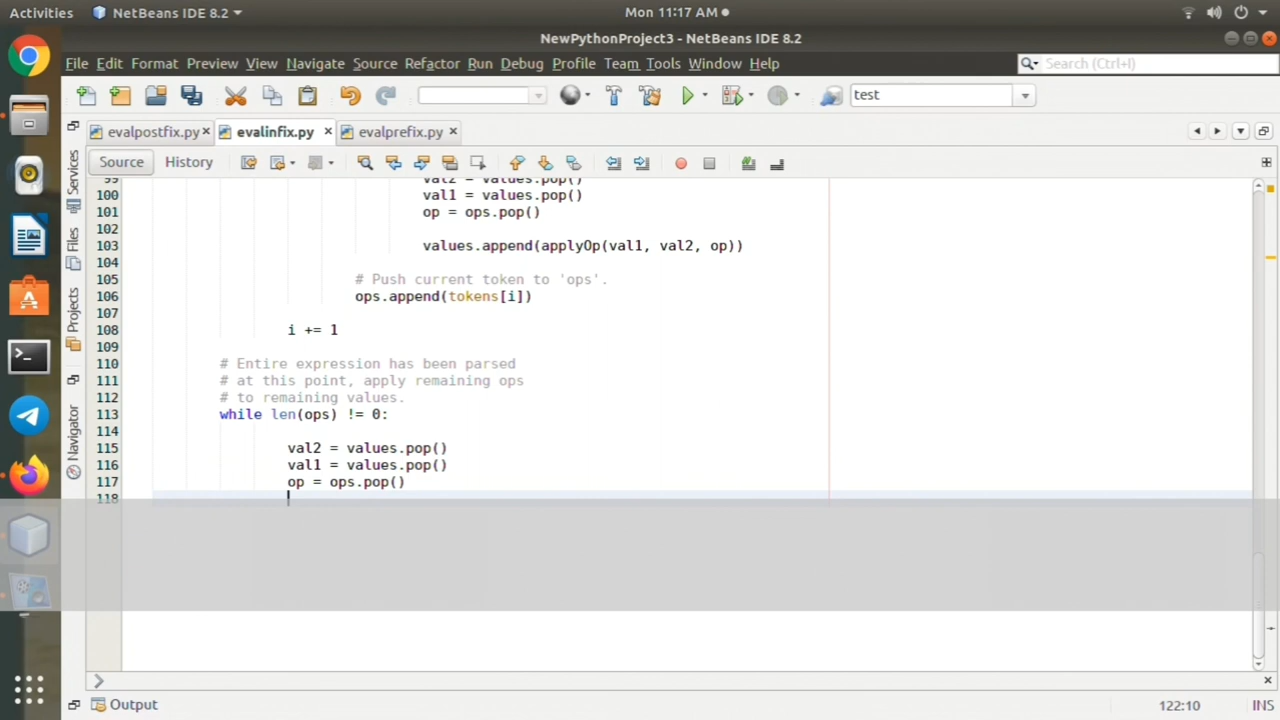 Activities NetBeans IDE 8.2 Mon 11:17 AM
NewPythonProject3 - NetBeans IDE 8.2
File Edit Format Preview View Navigate Source Refactor Run Debug Profile Team Tools Window Help Search (Ctrl+I)
test
evalpostfix.py evalinfix.py evalprefix.py
Source History
Services
Files
Projects
Navigator
99 val2 = values.pop()
100 val1 = values.pop()
101 op = ops.pop()
102
103 values.append(applyOp(val1, val2, op))
104
105 # Push current token to 'ops'.
106 ops.append(tokens[i])
107
108 i += 1
109
110 # Entire expression has been parsed
111 # at this point, apply remaining ops
112 # to remaining values.
113 while len(ops) != 0:
114
115 val2 = values.pop()
116 val1 = values.pop()
117 op = ops.pop()
118
Output 122:10 INS